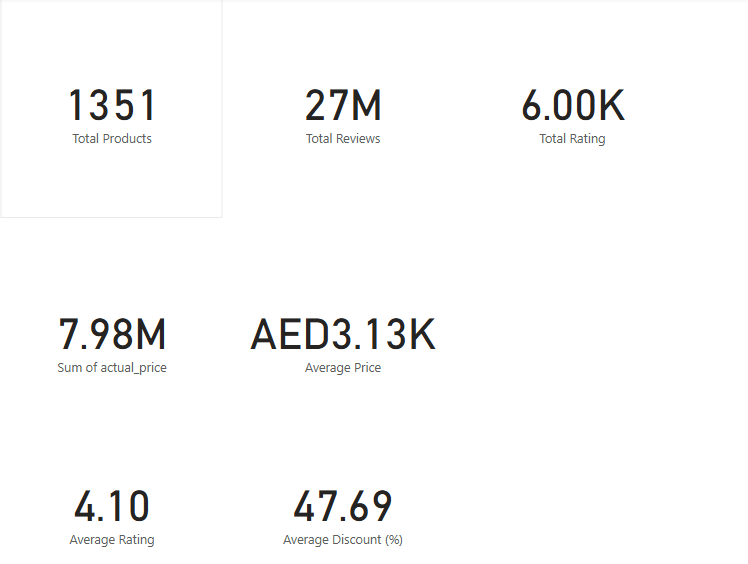 1351
Total Products
27M
Total Reviews
6.00K
Total Rating
7.98M
Sum of actual_price
AED3.13K
Average Price
4.10
Average Rating
47.69
Average Discount (%)